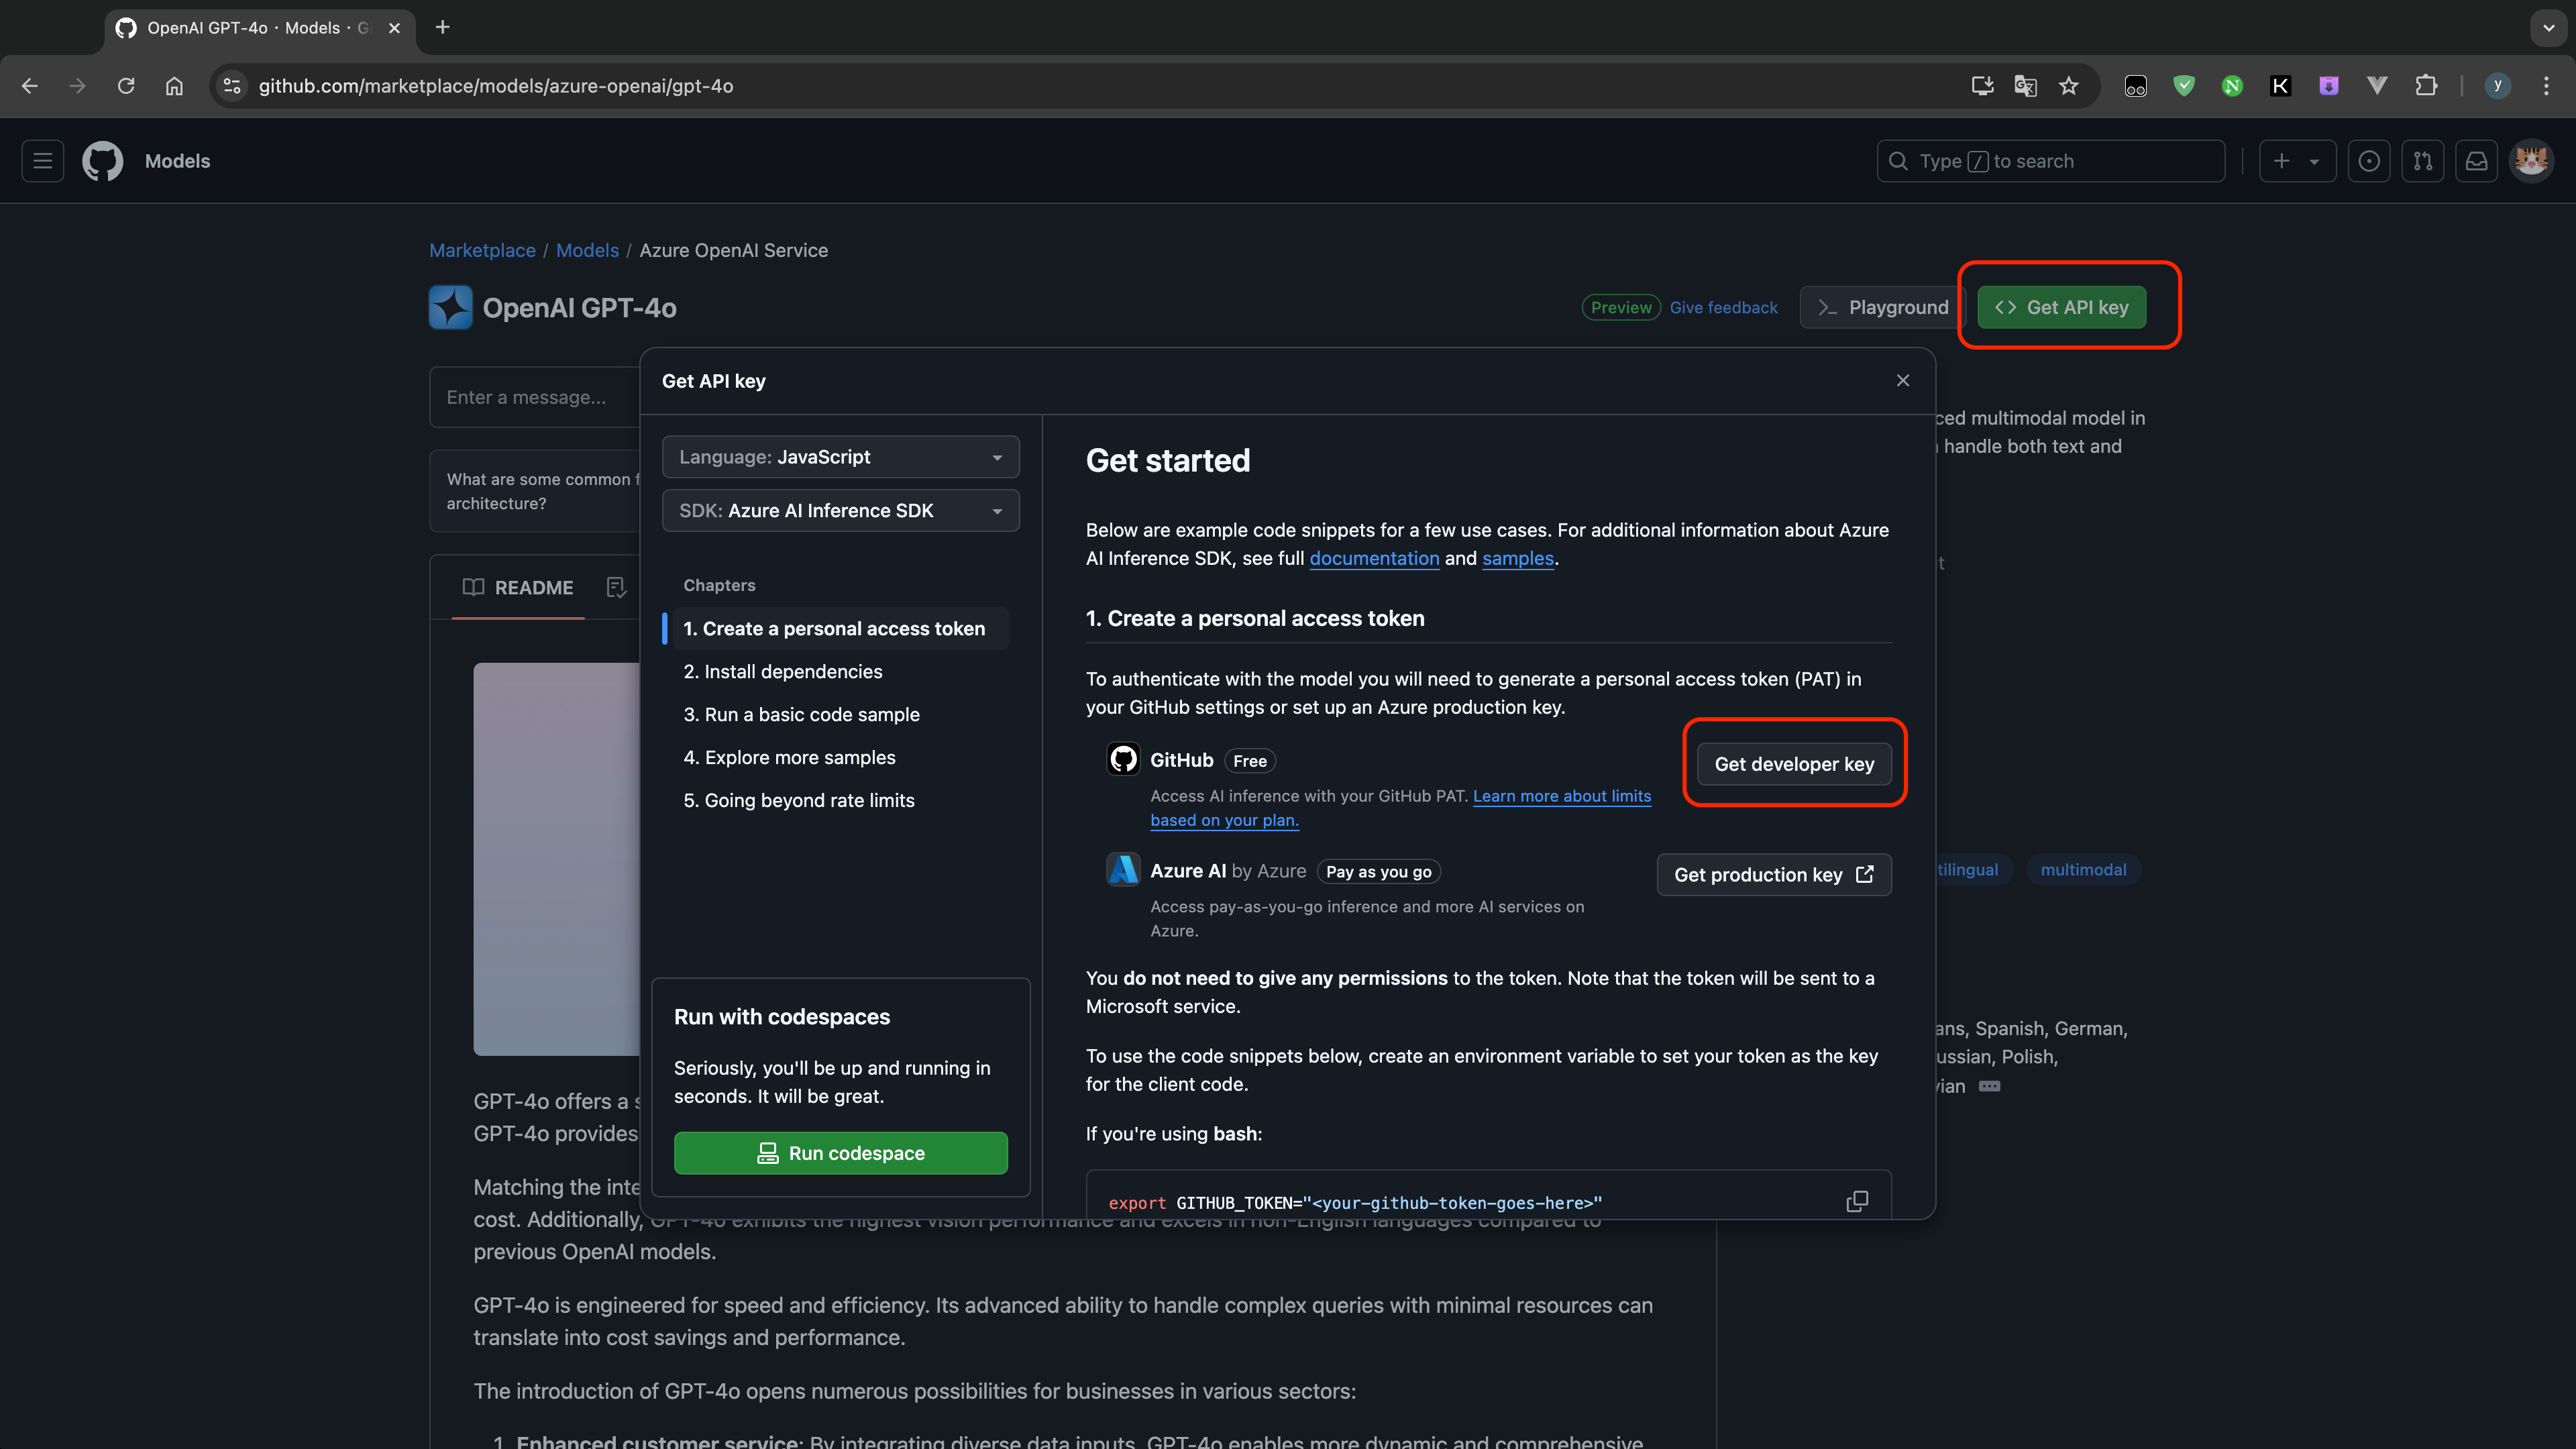 OpenAI GPT-4o · Models · G
github.com/marketplace/models/azure-openai/gpt-4o
y
Models
Type / to search
Marketplace / Models / Azure OpenAI Service
OpenAI GPT-4o
Preview Give feedback Playground Get API key
Enter a message...
What are some common f
architecture?
README
Get API key
Language: JavaScript
SDK: Azure AI Inference SDK
Chapters
1. Create a personal access token
2. Install dependencies
3. Run a basic code sample
4. Explore more samples
5. Going beyond rate limits
Run with codespaces
Seriously, you'll be up and running in
seconds. It will be great.
Run codespace
Get started
Below are example code snippets for a few use cases. For additional information about Azure
AI Inference SDK, see full documentation and samples.
1. Create a personal access token
To authenticate with the model you will need to generate a personal access token (PAT) in
your GitHub settings or set up an Azure production key.
GitHub Free
Get developer key
Access AI inference with your GitHub PAT. Learn more about limits
based on your plan.
Azure AI by Azure Pay as you go
Get production key
Access pay-as-you-go inference and more AI services on
Azure.
You do not need to give any permissions to the token. Note that the token will be sent to a
Microsoft service.
To use the code snippets below, create an environment variable to set your token as the key
for the client code.
If you're using bash:
export GITHUB_TOKEN="<your-github-token-goes-here>"
ced multimodal model in
handle both text and
t
tilingual multimodal
ans, Spanish, German,
ussian, Polish,
vian
GPT-4o offers a s
GPT-4o provides
Matching the inte
cost. Additionally, GPT-4o exhibits the highest vision performance and excels in non-English languages compared to
previous OpenAI models.
GPT-4o is engineered for speed and efficiency. Its advanced ability to handle complex queries with minimal resources can
translate into cost savings and performance.
The introduction of GPT-4o opens numerous possibilities for businesses in various sectors:
1. Enhanced customer service: By integrating diverse data inputs, GPT-4o enables more dynamic and comprehensive